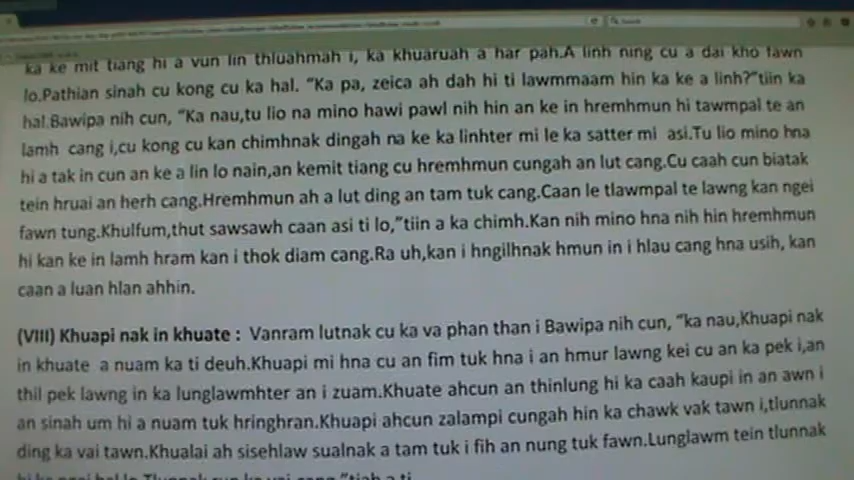 ka ke mit tiang hi a vun lin thluahmah i, ka khuaruah a har pah.A linh ning cu a dai kho fawn
lo.Pathian sinah cu kong cu ka hal. “Ka pa, zeica ah dah hi ti lawmmaam hin ka ke a linh?”tiin ka
hal.Bawipa nih cun, “Ka nau,tu lio na mino hawi pawl nih hin an ke in hremhmun hi tawmpal te an
lamh cang i,cu kong cu kan chimhnak dingah na ke ka linhter mi le ka satter mi asi.Tu lio mino hna
hi a tak in cun an ke a lin lo nain,an kemit tiang cu hremhmun cungah an lut cang.Cu caah cun biatak
tein hruai an herh cang.Hremhmun ah a lut ding an tam tuk cang.Caan le tlawmpal te lawng kan ngei
fawn tung.Khulfum,thut sawsawh caan asi ti lo,”tiin a ka chimh.Kan nih mino hna nih hin hremhmun
hi kan ke in lamh hram kan i thok diam cang.Ra uh,kan i hngilhnak hmun in i hlau cang hna usih, kan
caan a luan hlan ahhin.
(VIII) Khuapi nak in khuate : Vanram lutnak cu ka va phan than i Bawipa nih cun, “ka nau,Khuapi nak
in khuate a nuam ka ti deuh.Khuapi mi hna cu an fim tuk hna i an hmur lawng kei cu an ka pek i,an
thil pek lawng in ka lunglawmhter an i zuam.Khuate ahcun an thinlung hi ka caah kaupi in an awn i
an sinah um hi a nuam tuk hringhran.Khuapi ahcun zalampi cungah hin ka chawk vak tawn i,tlunnak
ding ka vai tawn.Khualai ah sisehlaw sualnak a tam tuk i fih an nung tuk fawn.Lunglawm tein tlunnak